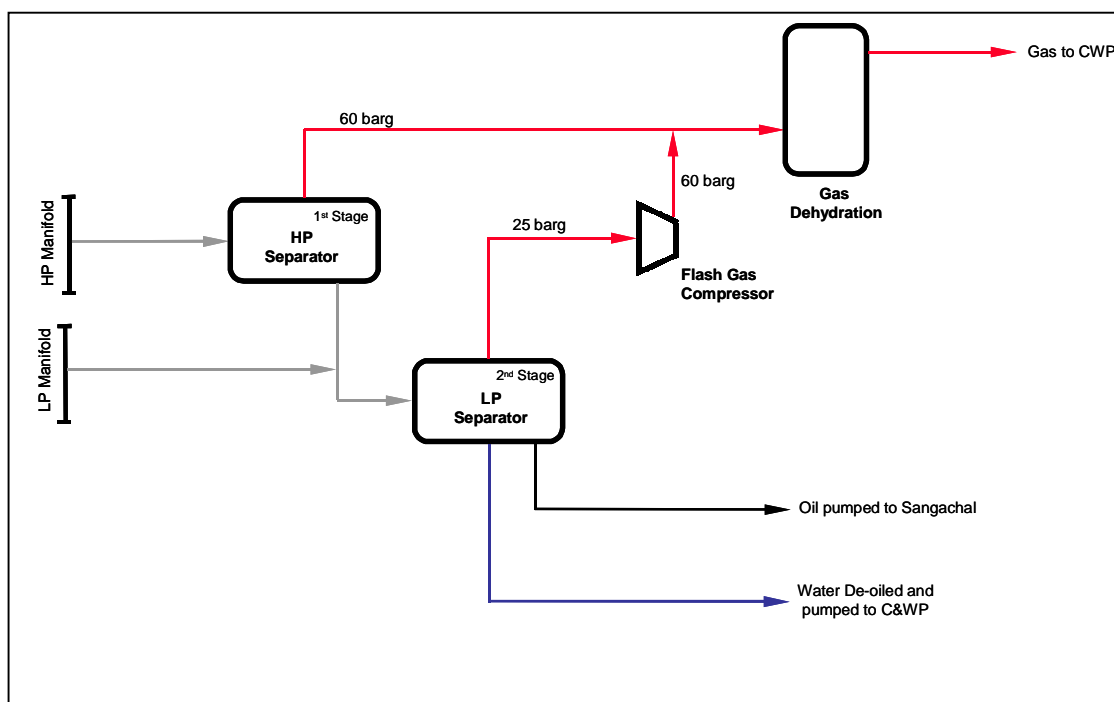 Gas to CWP
60 barg
60 barg
Gas
Dehydration
HP Manifold
1st Stage
HP
Separator
25 barg
Flash Gas
Compressor
LP Manifold
2nd Stage
LP
Separator
Oil pumped to Sangachal
Water De-oiled and
pumped to C&WP